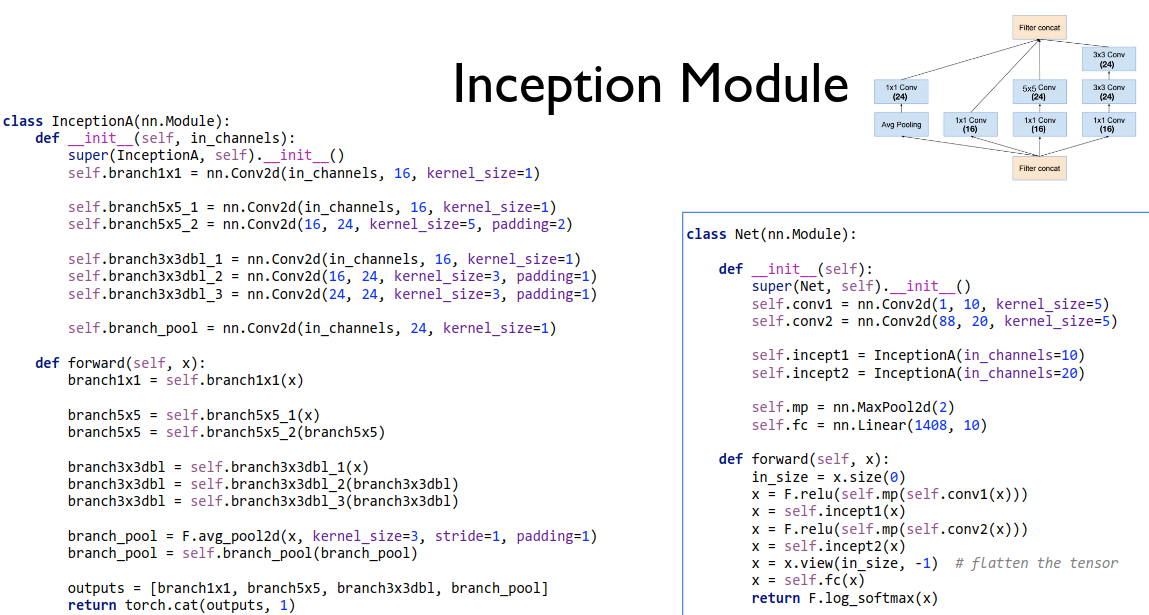 Inception Module
Filter concat
3x3 Conv
(24)
1x1 Conv
(24)
5x5 Conv
(24)
3x3 Conv
(24)
Avg Pooling
1x1 Conv
(16)
1x1 Conv
(16)
1x1 Conv
(16)
Filter concat
class InceptionA(nn.Module):
    def __init__(self, in_channels):
        super(InceptionA, self).__init__()
        self.branch1x1 = nn.Conv2d(in_channels, 16, kernel_size=1)
        self.branch5x5_1 = nn.Conv2d(in_channels, 16, kernel_size=1)
        self.branch5x5_2 = nn.Conv2d(16, 24, kernel_size=5, padding=2)
        self.branch3x3dbl_1 = nn.Conv2d(in_channels, 16, kernel_size=1)
        self.branch3x3dbl_2 = nn.Conv2d(16, 24, kernel_size=3, padding=1)
        self.branch3x3dbl_3 = nn.Conv2d(24, 24, kernel_size=3, padding=1)
        self.branch_pool = nn.Conv2d(in_channels, 24, kernel_size=1)
    def forward(self, x):
        branch1x1 = self.branch1x1(x)
        branch5x5 = self.branch5x5_1(x)
        branch5x5 = self.branch5x5_2(branch5x5)
        branch3x3dbl = self.branch3x3dbl_1(x)
        branch3x3dbl = self.branch3x3dbl_2(branch3x3dbl)
        branch3x3dbl = self.branch3x3dbl_3(branch3x3dbl)
        branch_pool = F.avg_pool2d(x, kernel_size=3, stride=1, padding=1)
        branch_pool = self.branch_pool(branch_pool)
        outputs = [branch1x1, branch5x5, branch3x3dbl, branch_pool]
        return torch.cat(outputs, 1)
class Net(nn.Module):
    def __init__(self):
        super(Net, self).__init__()
        self.conv1 = nn.Conv2d(1, 10, kernel_size=5)
        self.conv2 = nn.Conv2d(88, 20, kernel_size=5)
        self.incept1 = InceptionA(in_channels=10)
        self.incept2 = InceptionA(in_channels=20)
        self.mp = nn.MaxPool2d(2)
        self.fc = nn.Linear(1408, 10)
    def forward(self, x):
        in_size = x.size(0)
        x = F.relu(self.mp(self.conv1(x)))
        x = self.incept1(x)
        x = F.relu(self.mp(self.conv2(x)))
        x = self.incept2(x)
        x = x.view(in_size, -1)  # flatten the tensor
        x = self.fc(x)
        return F.log_softmax(x)